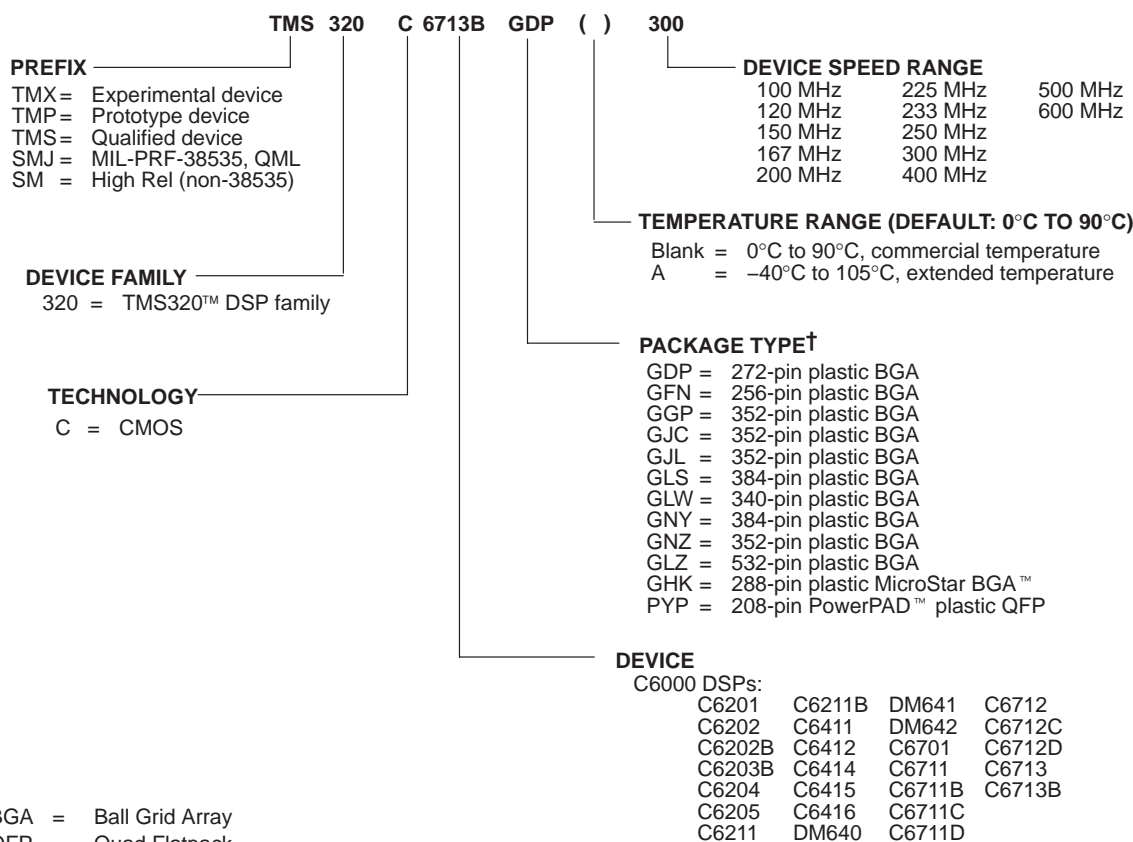 TMS 320 C 6713B GDP ( ) 300
PREFIX
TMX = Experimental device
TMP = Prototype device
TMS = Qualified device
SMJ = MIL-PRF-38535, QML
SM = High Rel (non-38535)
DEVICE SPEED RANGE
100 MHz 225 MHz 500 MHz
120 MHz 233 MHz 600 MHz
150 MHz 250 MHz
167 MHz 300 MHz
200 MHz 400 MHz
TEMPERATURE RANGE (DEFAULT: 0°C TO 90°C)
Blank = 0°C to 90°C, commercial temperature
A = –40°C to 105°C, extended temperature
DEVICE FAMILY
320 = TMS320™ DSP family
PACKAGE TYPE†
GDP = 272-pin plastic BGA
GFN = 256-pin plastic BGA
GGP = 352-pin plastic BGA
GJC = 352-pin plastic BGA
GJL = 352-pin plastic BGA
GLS = 384-pin plastic BGA
GLW = 340-pin plastic BGA
GNY = 384-pin plastic BGA
GNZ = 352-pin plastic BGA
GLZ = 532-pin plastic BGA
GHK = 288-pin plastic MicroStar BGA™
PYP = 208-pin PowerPAD™ plastic QFP
TECHNOLOGY
C = CMOS
DEVICE
C6000 DSPs:
C6201 C6211B DM641 C6712
C6202 C6411 DM642 C6712C
C6202B C6412 C6701 C6712D
C6203B C6414 C6711 C6713
C6204 C6415 C6711B C6713B
C6205 C6416 C6711C
C6211 DM640 C6711D
BGA = Ball Grid Array
Quad Flatpack